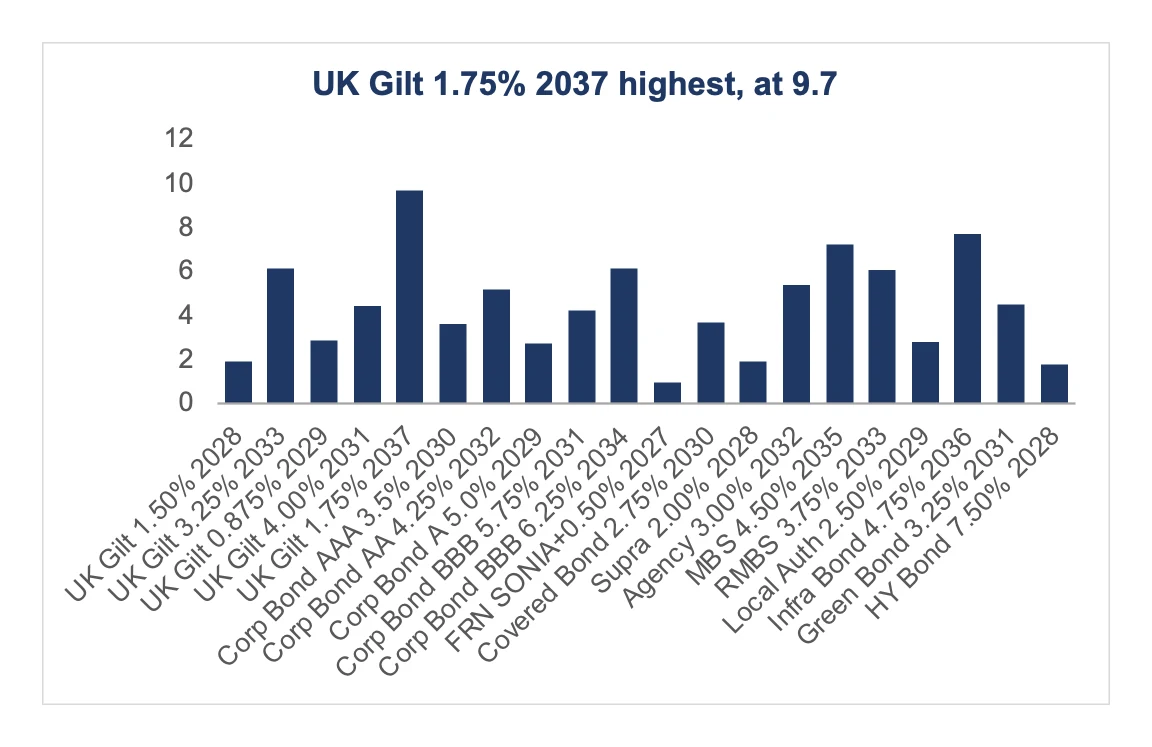 UK Gilt 1.75% 2037 highest, at 9.7
12
10
8
6
4
2
0
UK Gilt 1.50% 2028
UK Gilt 3.25% 2033
UK Gilt 0.875% 2029
UK Gilt 4.00% 2031
UK Gilt 1.75% 2037
Corp Bond AAA 3.5% 2030
Corp Bond AA 4.25% 2032
Corp Bond A 5.0% 2029
Corp Bond BBB 5.75% 2031
Corp Bond BBB 6.25% 2034
FRN SONIA+0.50% 2027
Covered Bond 2.75% 2030
Supra 2.00% 2028
Agency 3.00% 2032
MBS 4.50% 2035
RMBS 3.75% 2033
Local Auth 2.50% 2029
Infra Bond 4.75% 2036
Green Bond 3.25% 2031
HY Bond 7.50% 2028